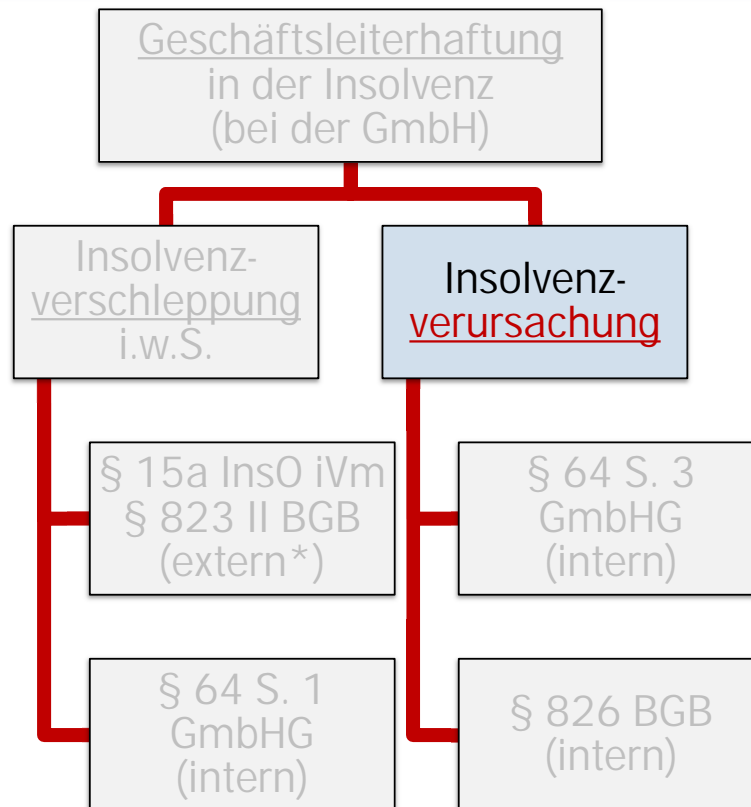 Geschäftsleiterhaftung
in der Insolvenz
(bei der GmbH)
Insolvenz-
verschleppung
i.w.S.
Insolvenz-
verursachung
§ 15a InsO iVm
§ 823 II BGB
(extern*)
§ 64 S. 3
GmbHG
(intern)
§ 64 S. 1
GmbHG
(intern)
§ 826 BGB
(intern)